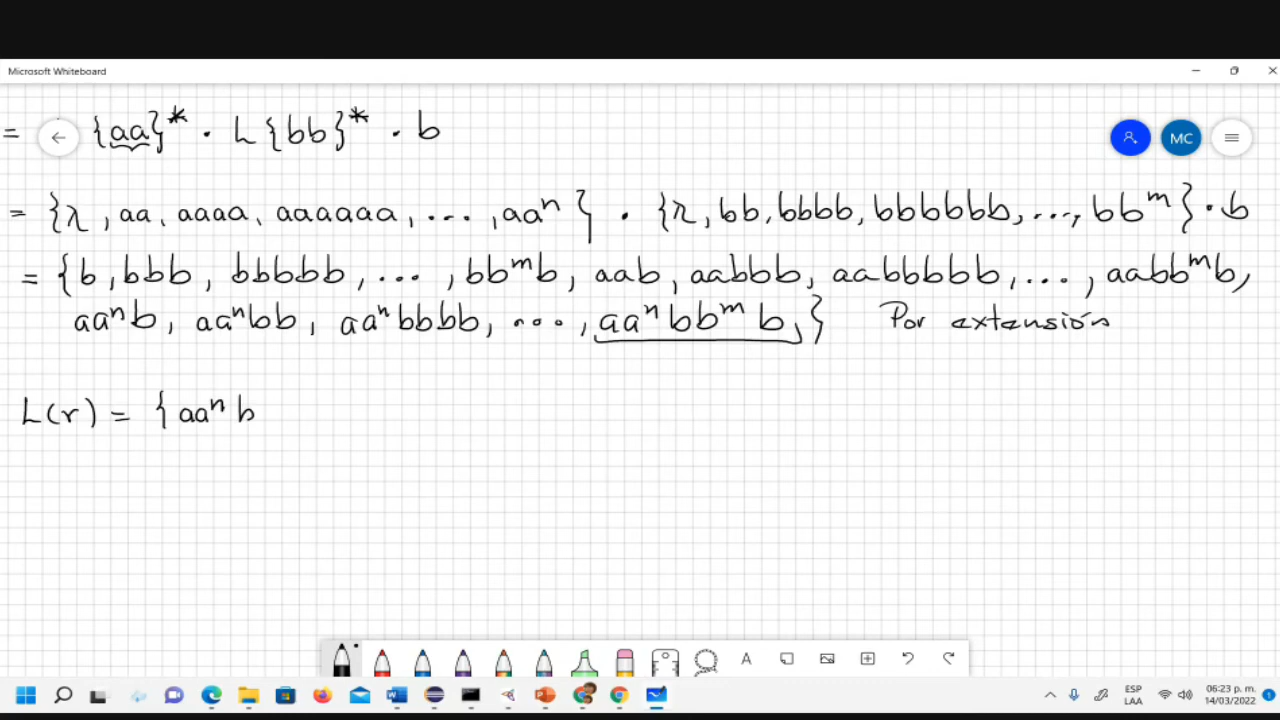 Microsoft Whiteboard
= {aa}* · L{bb}* · b
MC
= {λ, aa, aaaa, aaaaaa, ..., aaⁿ} · {λ, bb, bbbb, bbbbbb, ..., bbᵐ} · b
= {b, bbb, bbbbb, ..., bbᵐb, aab, aabbb, aabbbbb, ..., aabbᵐb,
aaⁿb, aaⁿbb, aaⁿbbbb, ..., aaⁿbbᵐb,} Por extensión
L(r) = {aaⁿb
A
ESP
LAA
06:23 p. m.
14/03/2022
1